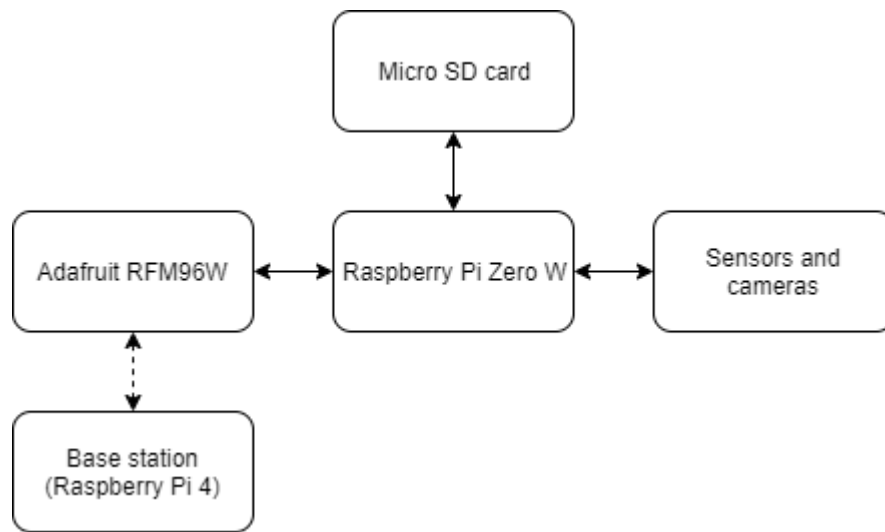 Micro SD card
Adafruit RFM96W
Raspberry Pi Zero W
Sensors and
cameras
Base station
(Raspberry Pi 4)